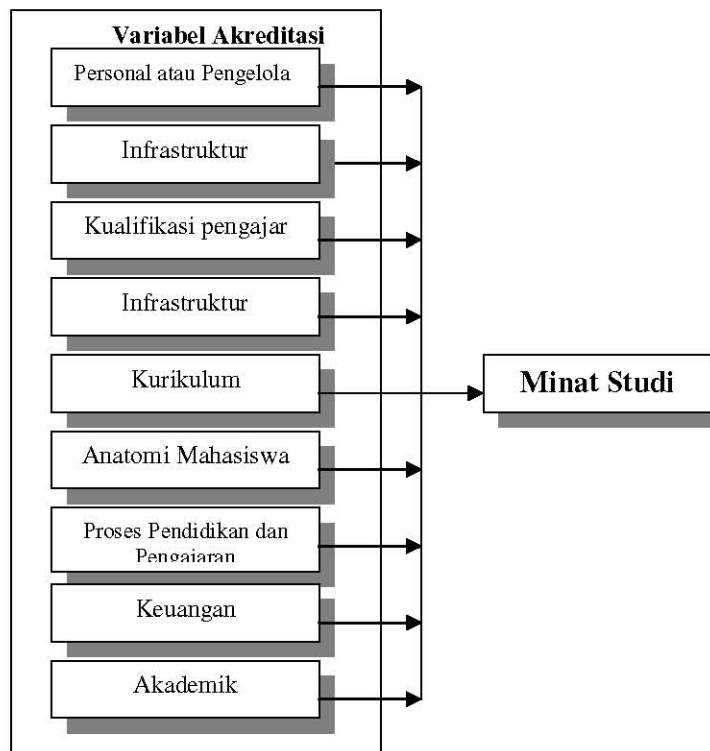 Variabel Akreditasi
Personal atau Pengelola
Infrastruktur
Kualifikasi pengajar
Infrastruktur
Kurikulum
Minat Studi
Anatomi Mahasiswa
Proses Pendidikan dan
Pengajaran
Keuangan
Akademik